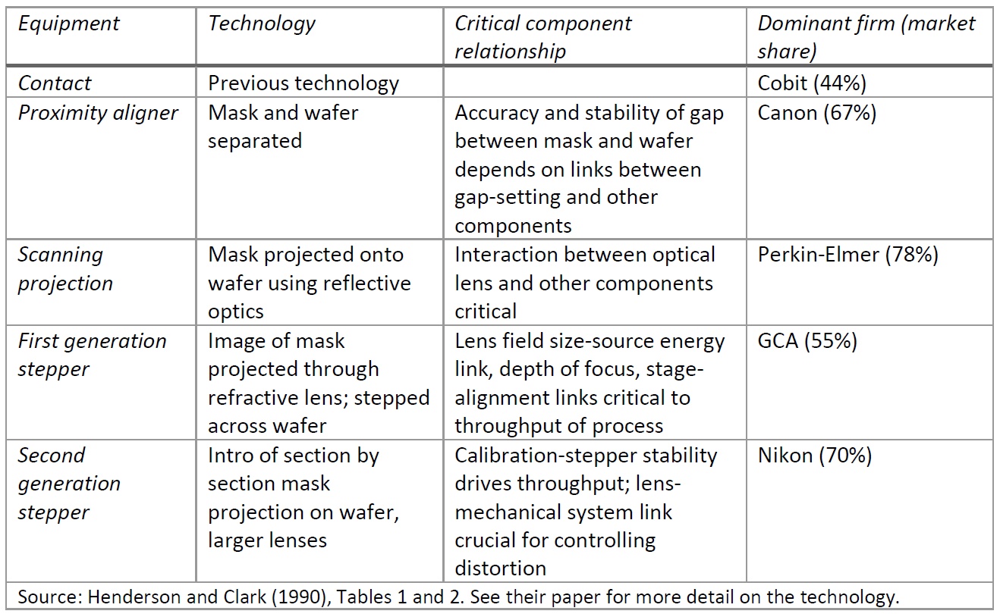 Equipment
Technology
Critical component
relationship
Dominant firm (market
share)
Contact
Previous technology
Cobit (44%)
Proximity aligner
Mask and wafer
separated
Accuracy and stability of gap
between mask and wafer
depends on links between
gap-setting and other
components
Canon (67%)
Scanning
projection
Mask projected onto
wafer using reflective
optics
Interaction between optical
lens and other components
critical
Perkin-Elmer (78%)
First generation
stepper
Image of mask
projected through
refractive lens; stepped
across wafer
Lens field size-source energy
link, depth of focus, stage-
alignment links critical to
throughput of process
GCA (55%)
Second
generation
stepper
Intro of section by
section mask
projection on wafer,
larger lenses
Calibration-stepper stability
drives throughput; lens-
mechanical system link
crucial for controlling
distortion
Nikon (70%)
Source: Henderson and Clark (1990), Tables 1 and 2. See their paper for more detail on the technology.